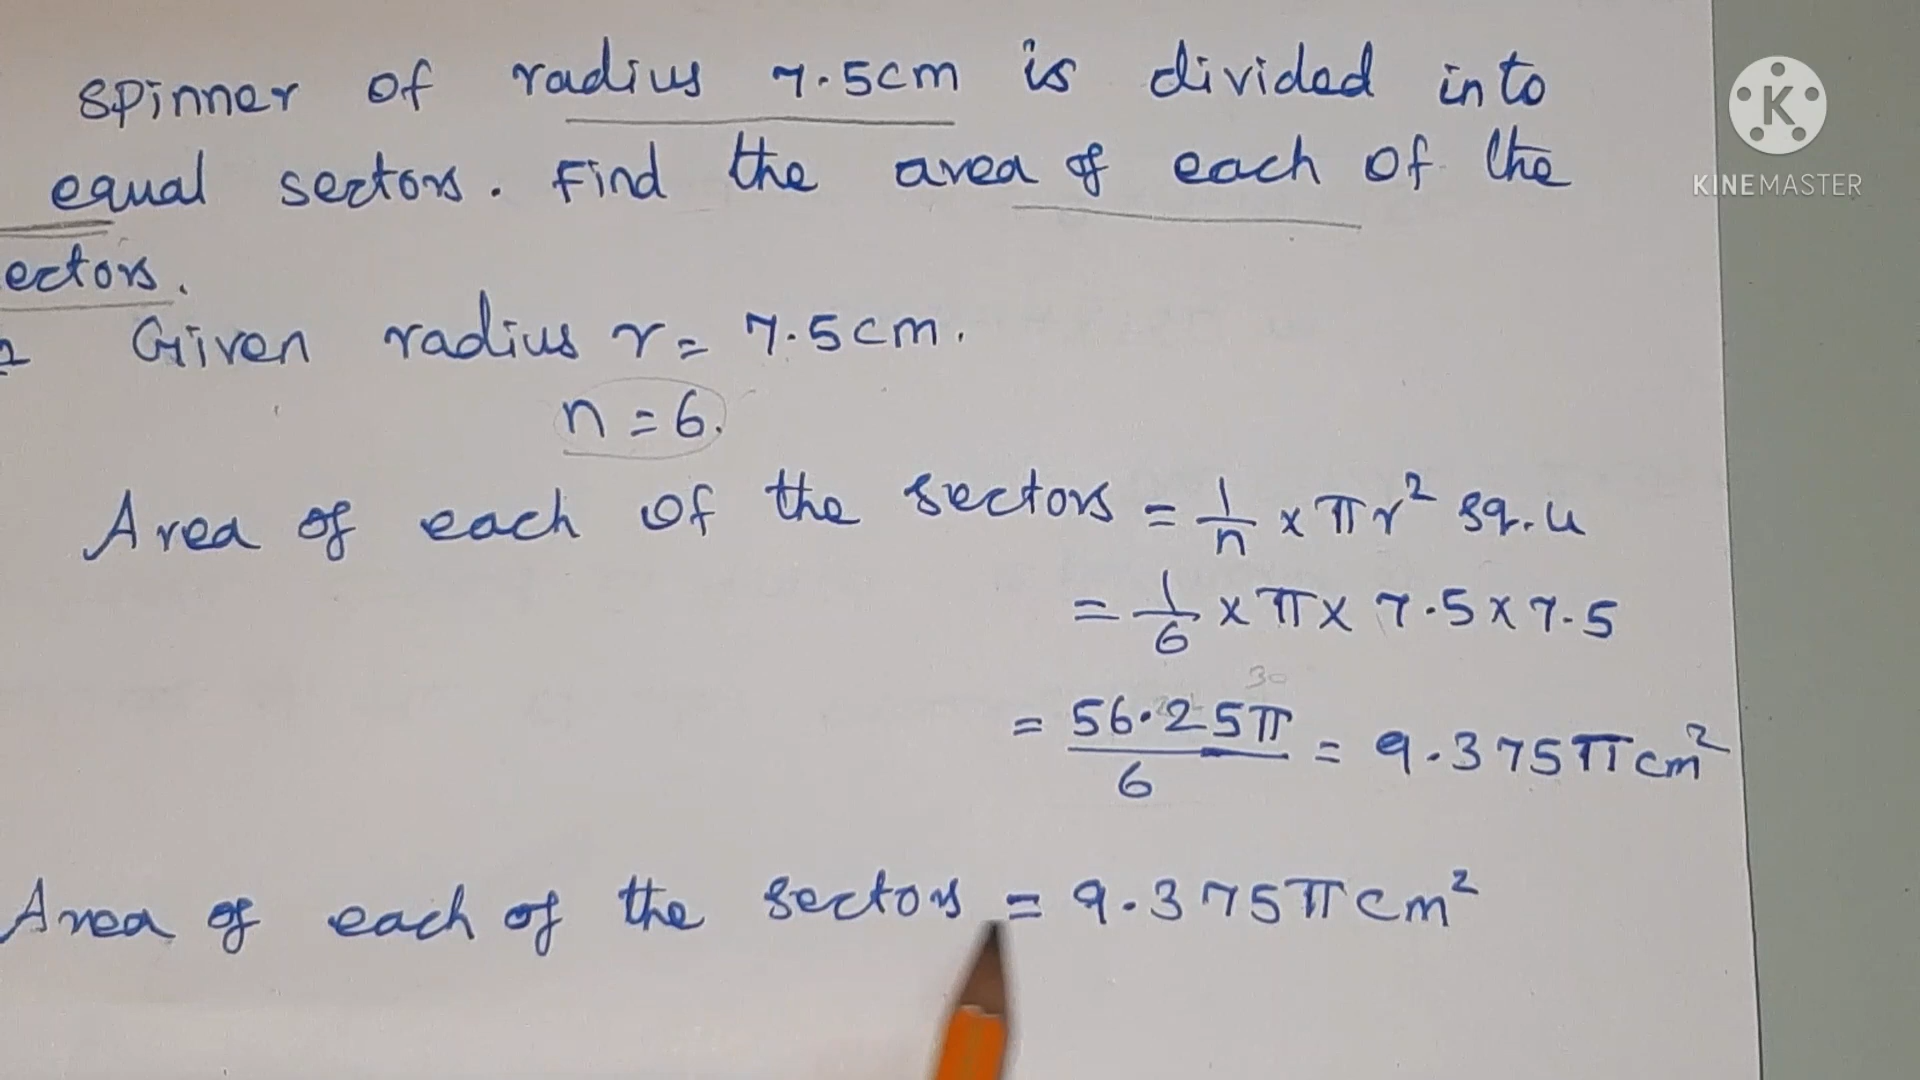 spinner of radius 7.5cm is divided into
equal sectors. Find the area of each of the
ectors.
Given radius r = 7.5cm.
n = 6.
Area of each of the sectors = 1/n × πr² sq.u
= 1/6 × π × 7.5 × 7.5
30
= 56.25π/6 = 9.375π cm²
Area of each of the sectors = 9.375π cm²
K
KINEMASTER